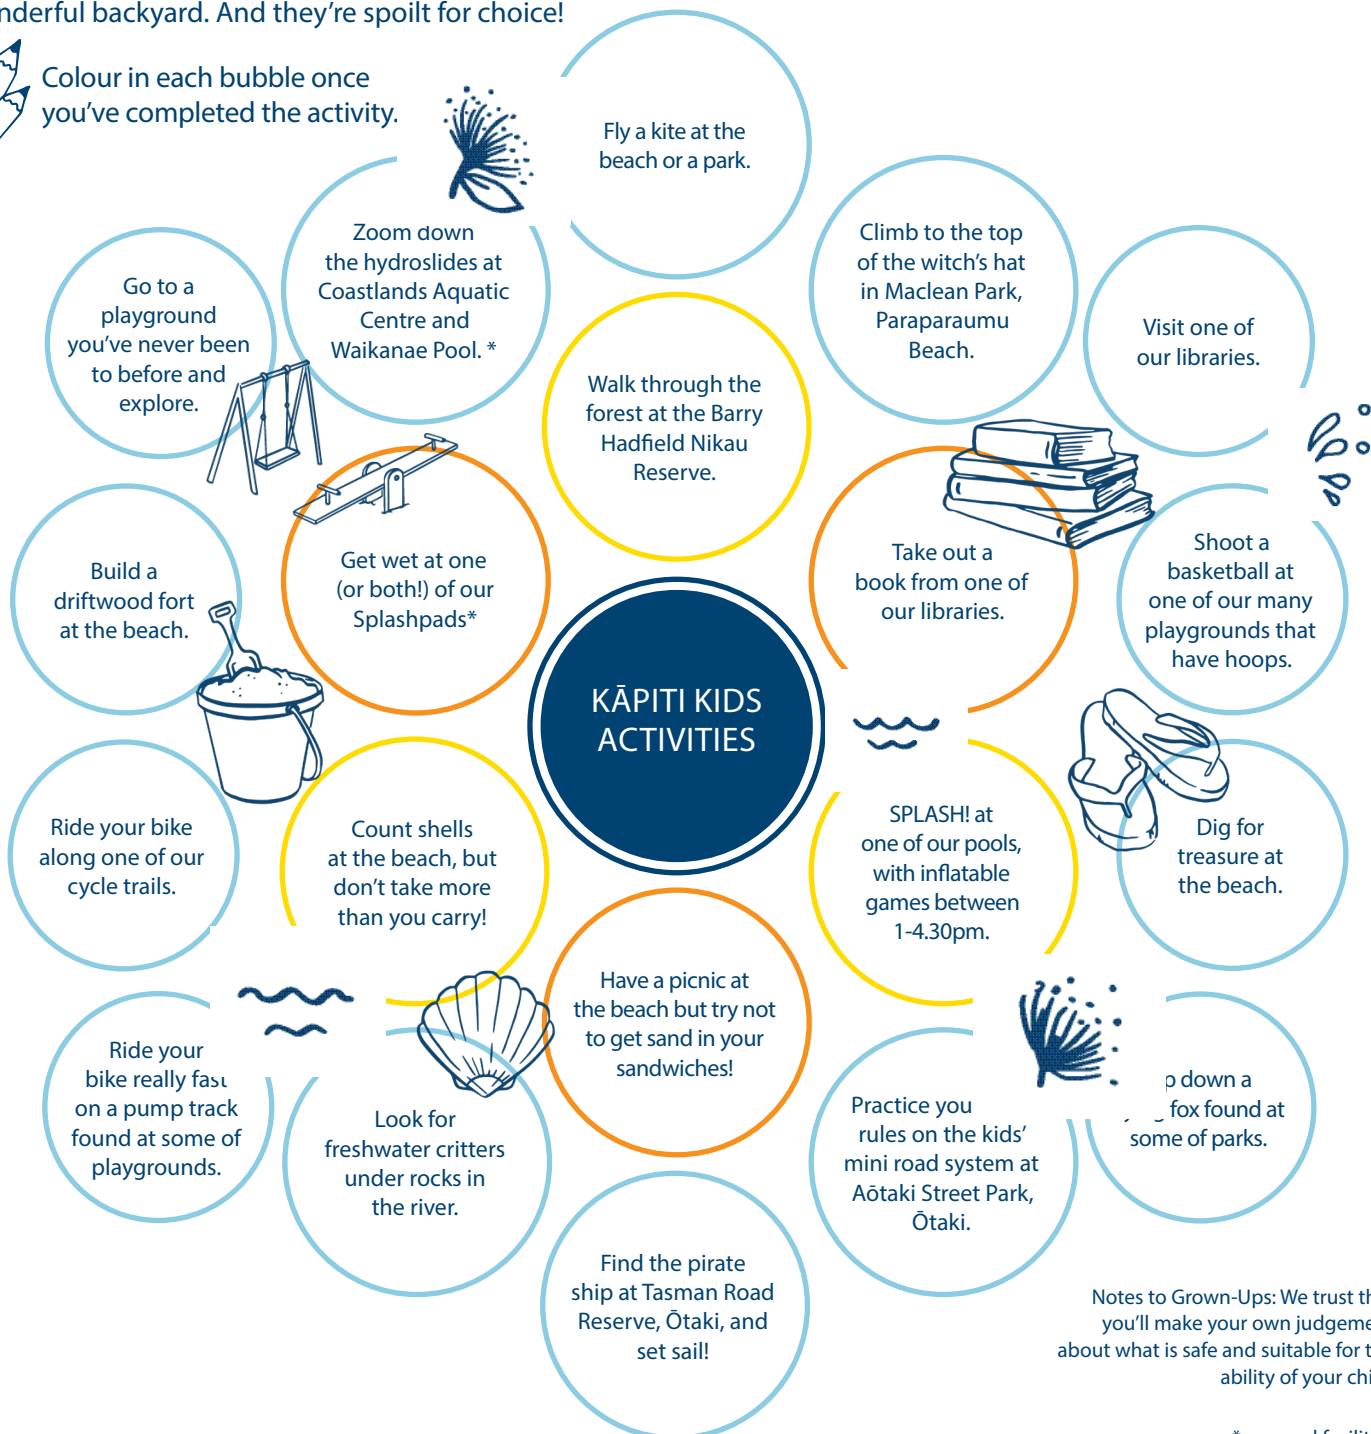 nderful backyard. And they're spoilt for choice!
Colour in each bubble once
you've completed the activity.
Fly a kite at the
beach or a park.
Zoom down
the hydroslides at
Coastlands Aquatic
Centre and
Waikanae Pool. *
Climb to the top
of the witch's hat
in Maclean Park,
Paraparaumu
Beach.
Go to a
playground
you've never been
to before and
explore.
Visit one of
our libraries.
Walk through the
forest at the Barry
Hadfield Nikau
Reserve.
Build a
driftwood fort
at the beach.
Get wet at one
(or both!) of our
Splashpads*
Take out a
book from one of
our libraries.
Shoot a
basketball at
one of our many
playgrounds that
have hoops.
KĀPITI KIDS
ACTIVITIES
Ride your bike
along one of our
cycle trails.
Count shells
at the beach, but
don't take more
than you carry!
SPLASH! at
one of our pools,
with inflatable
games between
1-4.30pm.
Dig for
treasure at
the beach.
Have a picnic at
the beach but try not
to get sand in your
sandwiches!
Ride your
bike really fast
on a pump track
found at some of
playgrounds.
Look for
freshwater critters
under rocks in
the river.
Practice you
rules on the kids'
mini road system at
Aōtaki Street Park,
Ōtaki.
p down a
fox found at
some of parks.
Find the pirate
ship at Tasman Road
Reserve, Ōtaki, and
set sail!
Notes to Grown-Ups: We trust th
you'll make your own judgeme
about what is safe and suitable for t
ability of your chi